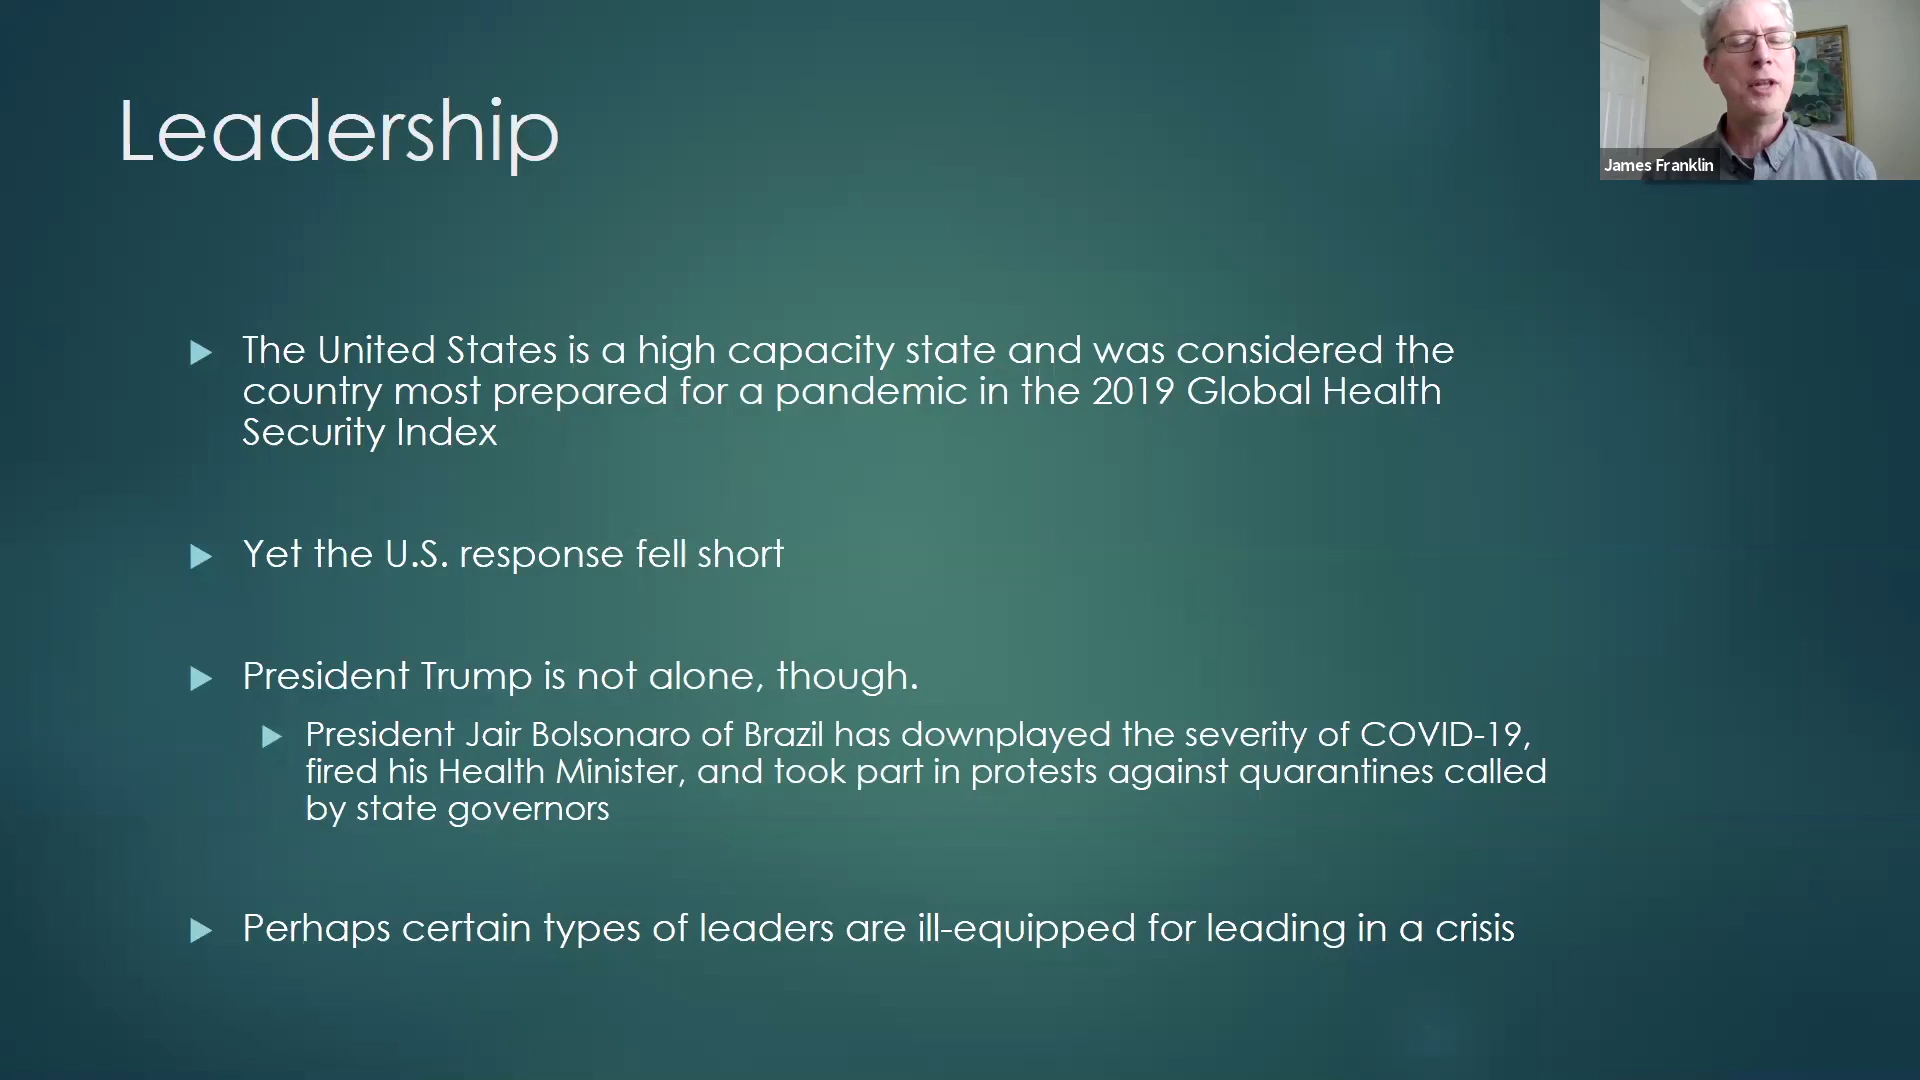 Leadership
James Franklin
The United States is a high capacity state and was considered the
country most prepared for a pandemic in the 2019 Global Health
Security Index
Yet the U.S. response fell short
President Trump is not alone, though.
President Jair Bolsonaro of Brazil has downplayed the severity of COVID-19,
fired his Health Minister, and took part in protests against quarantines called
by state governors
Perhaps certain types of leaders are ill-equipped for leading in a crisis